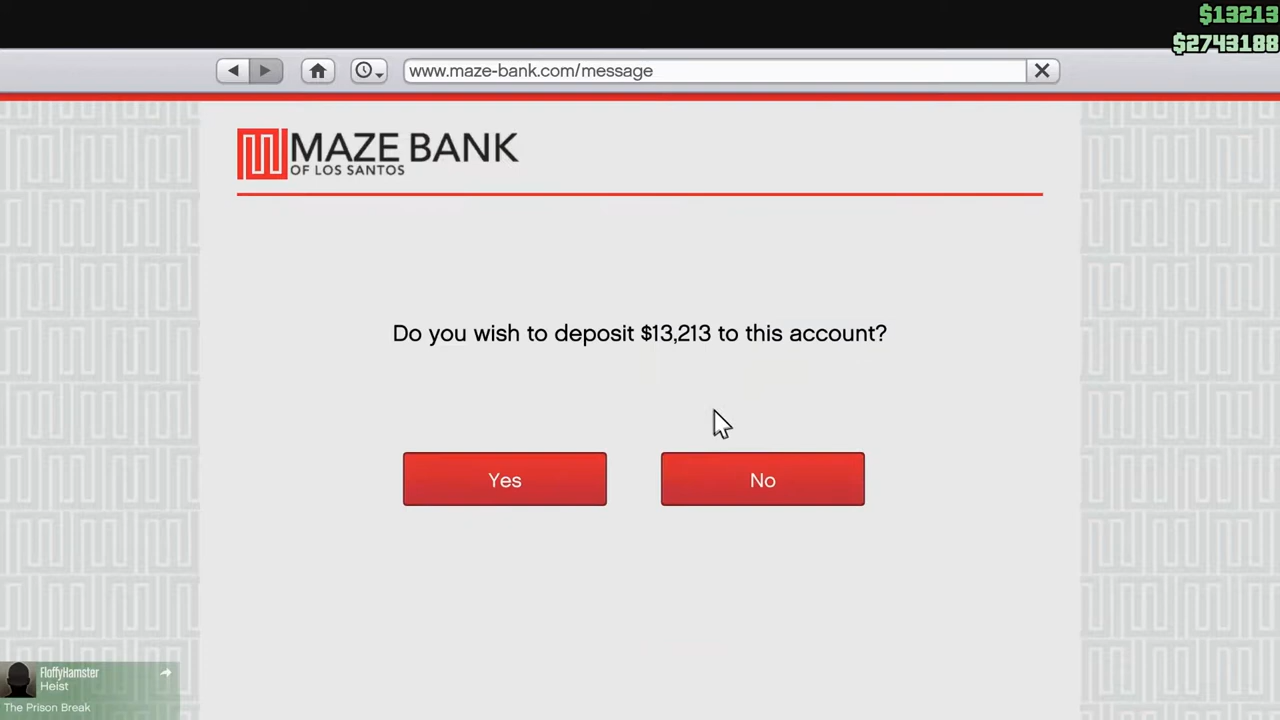 $13213
$2743188
www.maze-bank.com/message
MAZE BANK
OF LOS SANTOS
Do you wish to deposit $13,213 to this account?
Yes
No
FloffyHamster
Heist
The Prison Break